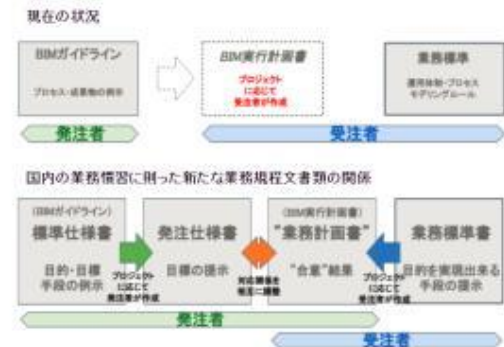 現在の状況
BIMガイドライン
プロセス・成果物の例示
BIM実行計画書
プロジェクト
に応じて
受注者が作成
業務標準
運用体制・プロセス
モデリングルール
発注者
受注者
国内の業務慣習に則った新たな業務規程文書類の関係
(BIMガイドライン)
標準仕様書
目的・目標
手段の例示
プロジェクト
に応じて
発注者が作成
発注仕様書
目標の提示
対応関係を
相互に調整
(BIM実行計画書)
"業務計画書"
"合意"結果
プロジェクト
に応じて
受注者が作成
業務標準書
目的を実現出来る
手段の提示
発注者
受注者